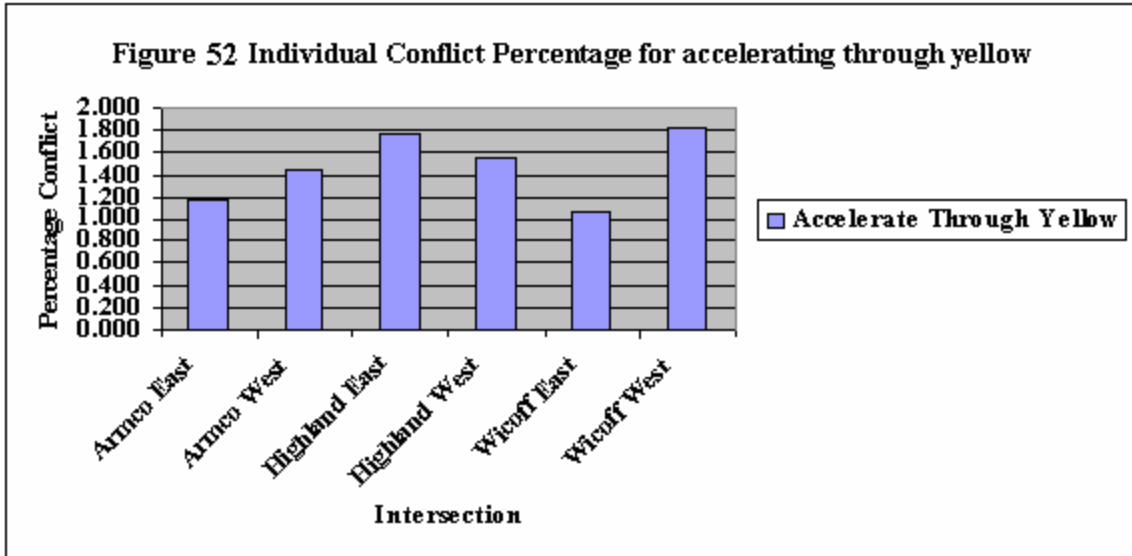 Figure 52 Individual Conflict Percentage for accelerating through yellow
Percentage Conflict
2.000
1.800
1.600
1.400
1.200
1.000
0.800
0.600
0.400
0.200
0.000
Armco East
Armco West
Highland East
Highland West
Wicoff East
Wicoff West
Intersection
Accelerate Through Yellow